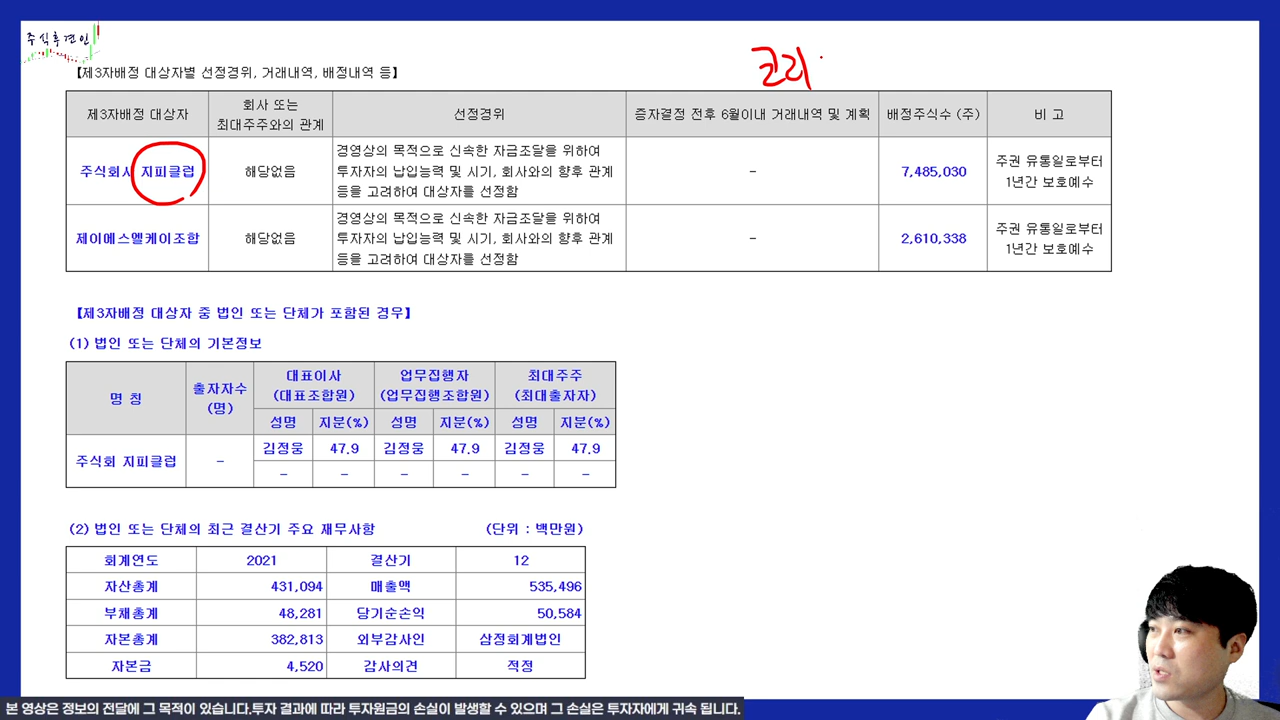 주식후견인
코리
【제3자배정 대상자별 선정경위, 거래내역, 배정내역 등】
제3자배정 대상자
회사 또는
최대주주와의 관계
선정경위
증자결정 전후 6월이내 거래내역 및 계획
배정주식수 (주)
비 고
주식회사 지피클럽
해당없음
경영상의 목적으로 신속한 자금조달을 위하여
투자자의 납입능력 및 시기, 회사와의 향후 관계
등을 고려하여 대상자를 선정함
-
7,485,030
주권 유통일로부터
1년간 보호예수
제이에스엘케이조합
해당없음
경영상의 목적으로 신속한 자금조달을 위하여
투자자의 납입능력 및 시기, 회사와의 향후 관계
등을 고려하여 대상자를 선정함
-
2,610,338
주권 유통일로부터
1년간 보호예수
【제3자배정 대상자 중 법인 또는 단체가 포함된 경우】
(1) 법인 또는 단체의 기본정보
명 칭
출자자수
(명)
대표이사
(대표조합원)
업무집행자
(업무집행조합원)
최대주주
(최대출자자)
성명 지분(%) 성명 지분(%) 성명 지분(%)
주식회 지피클럽
-
김정웅 47.9 김정웅 47.9 김정웅 47.9
- - - - - -
(2) 법인 또는 단체의 최근 결산기 주요 재무사항 (단위 : 백만원)
회계연도 2021 결산기 12
자산총계 431,094 매출액 535,496
부채총계 48,281 당기순손익 50,584
자본총계 382,813 외부감사인 삼정회계법인
자본금 4,520 감사의견 적정
본 영상은 정보의 전달에 그 목적이 있습니다.투자 결과에 따라 투자원금의 손실이 발생할 수 있으며 그 손실은 투자자에게 귀속 됩니다.